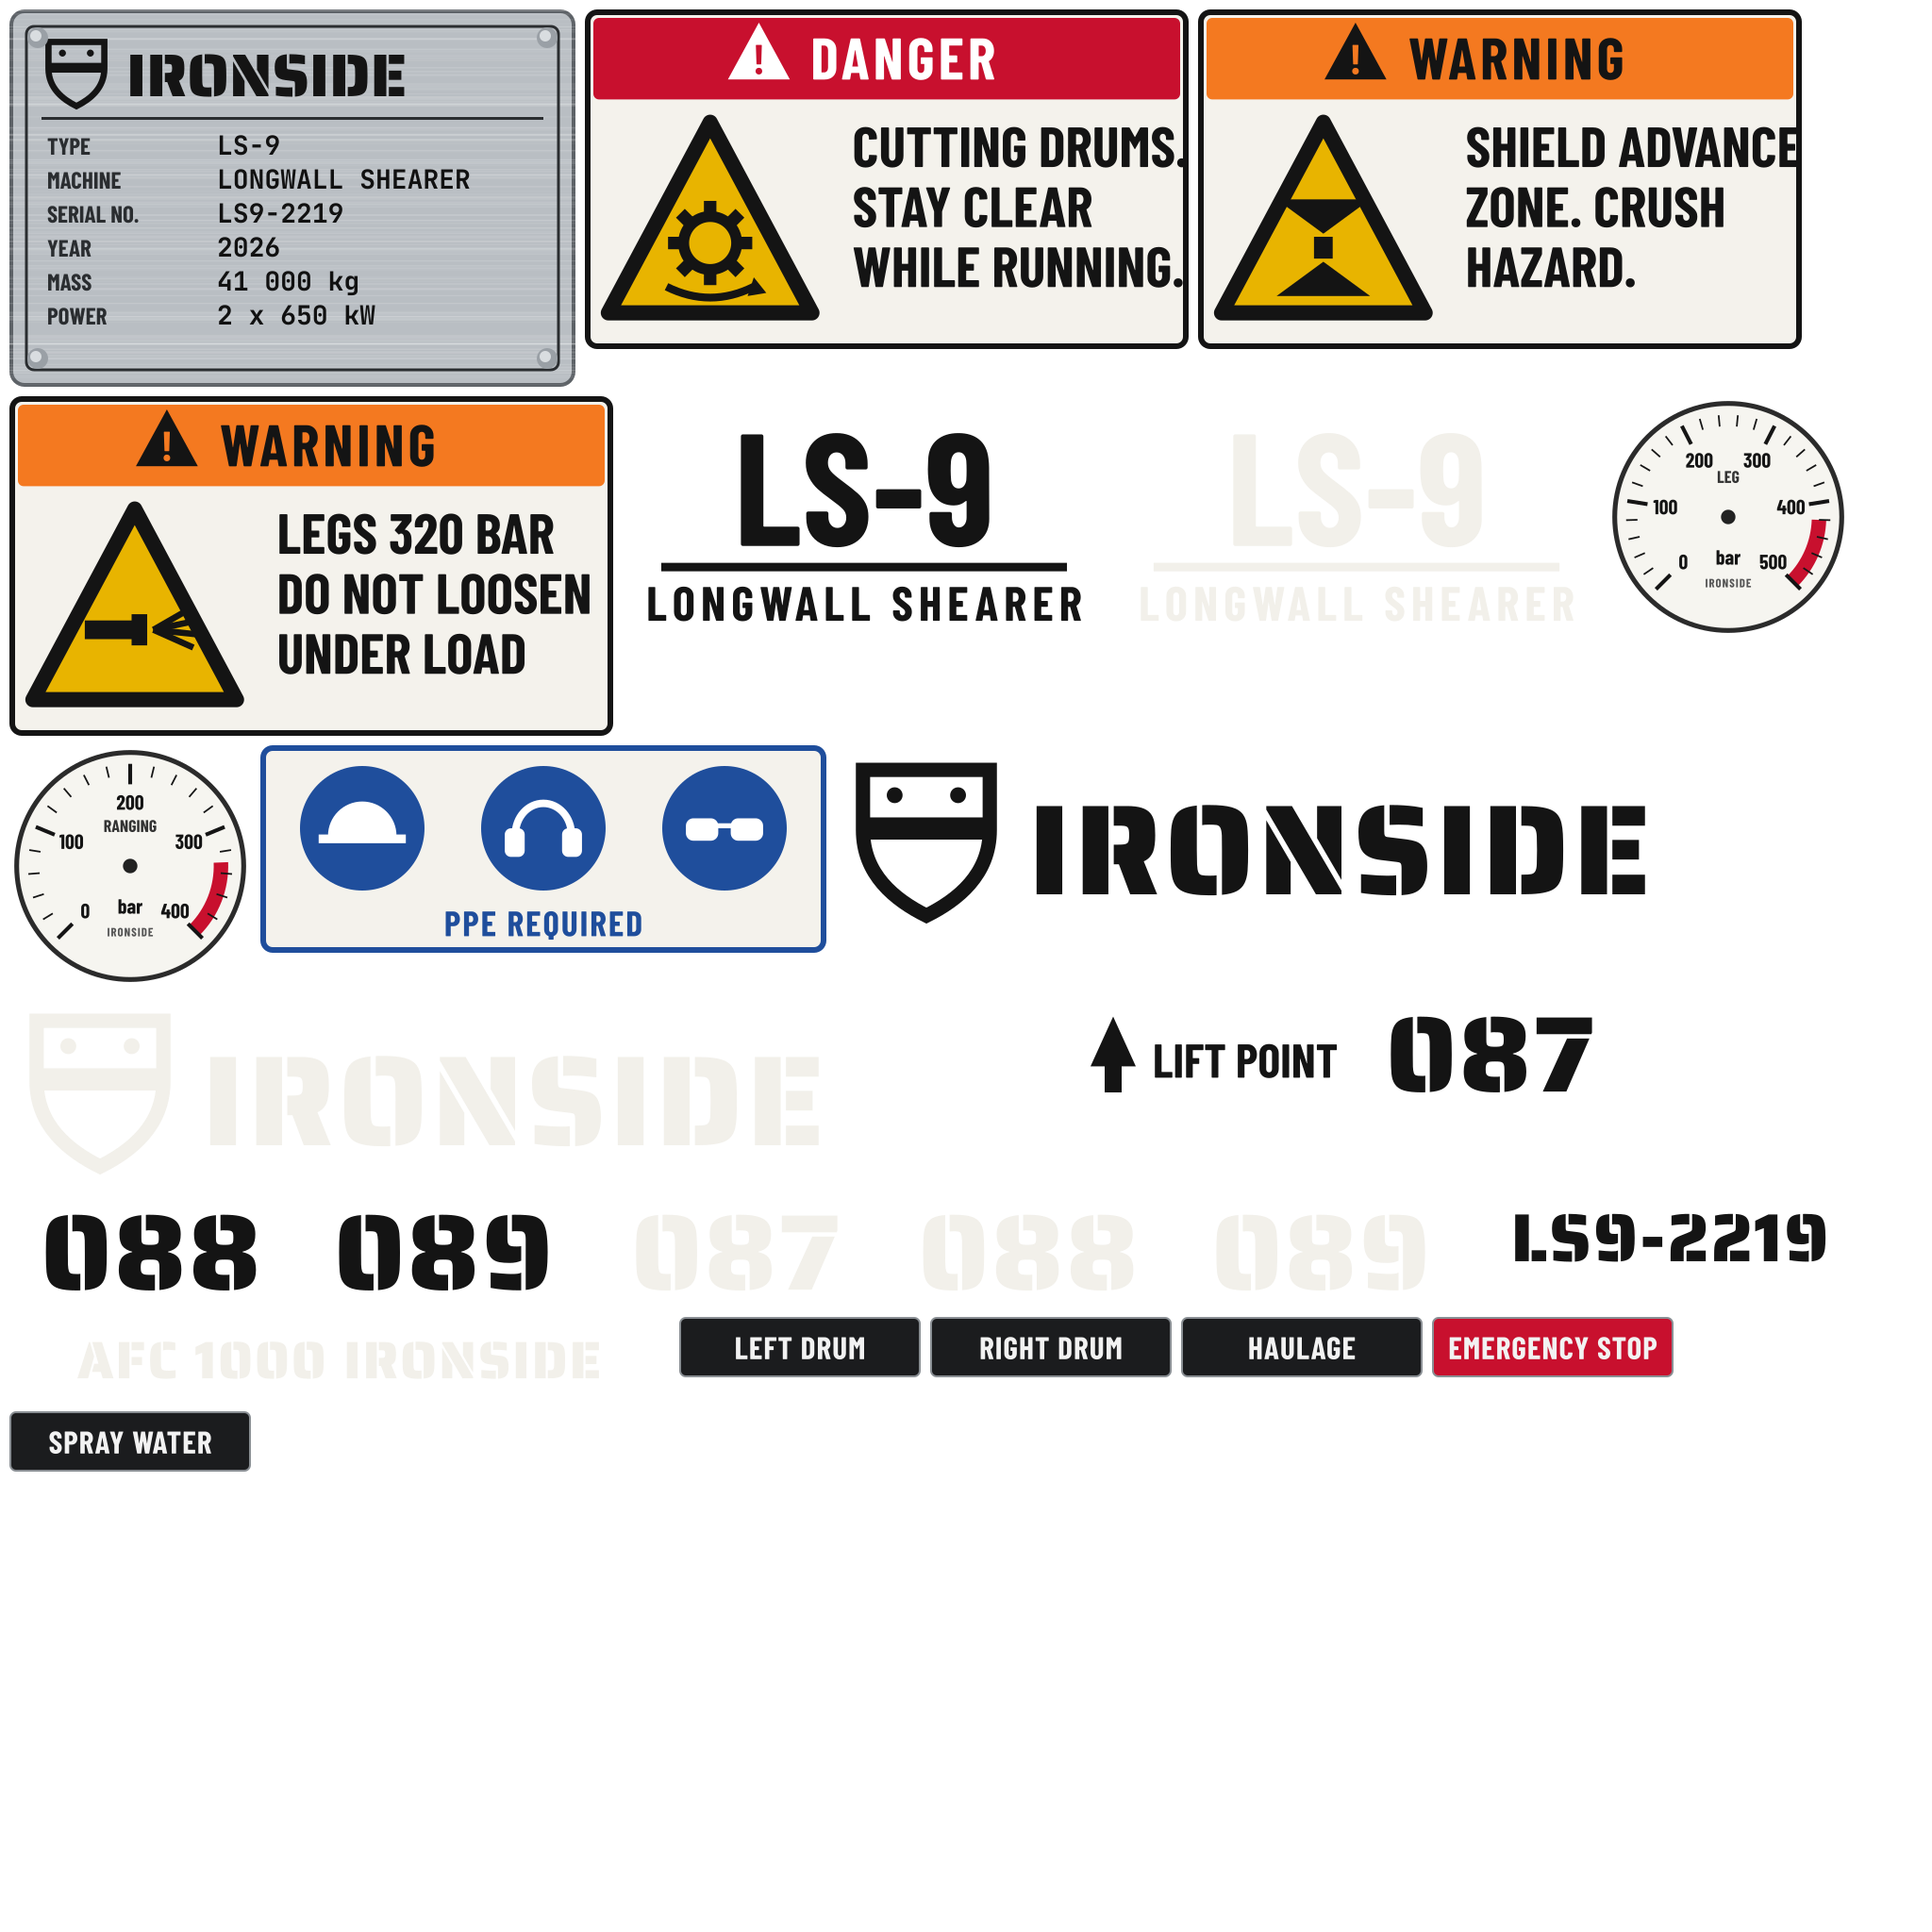 IRONSIDE
TYPE LS-9
MACHINE LONGWALL SHEARER
SERIAL NO. LS9-2219
YEAR 2026
MASS 41 000 kg
POWER 2 x 650 kW
! DANGER
CUTTING DRUMS.
STAY CLEAR
WHILE RUNNING.
! WARNING
SHIELD ADVANCE
ZONE. CRUSH
HAZARD.
! WARNING
LEGS 320 BAR
DO NOT LOOSEN
UNDER LOAD
LS-9
LONGWALL SHEARER
LS-9
LONGWALL SHEARER
200 300
LEG
100 400
0 bar 500
IRONSIDE
200
RANGING
100 300
0 bar 400
IRONSIDE
PPE REQUIRED
IRONSIDE
IRONSIDE
LIFT POINT
087
088
089
087
088
089
LS9-2219
AFC 1000 IRONSIDE
LEFT DRUM
RIGHT DRUM
HAULAGE
EMERGENCY STOP
SPRAY WATER